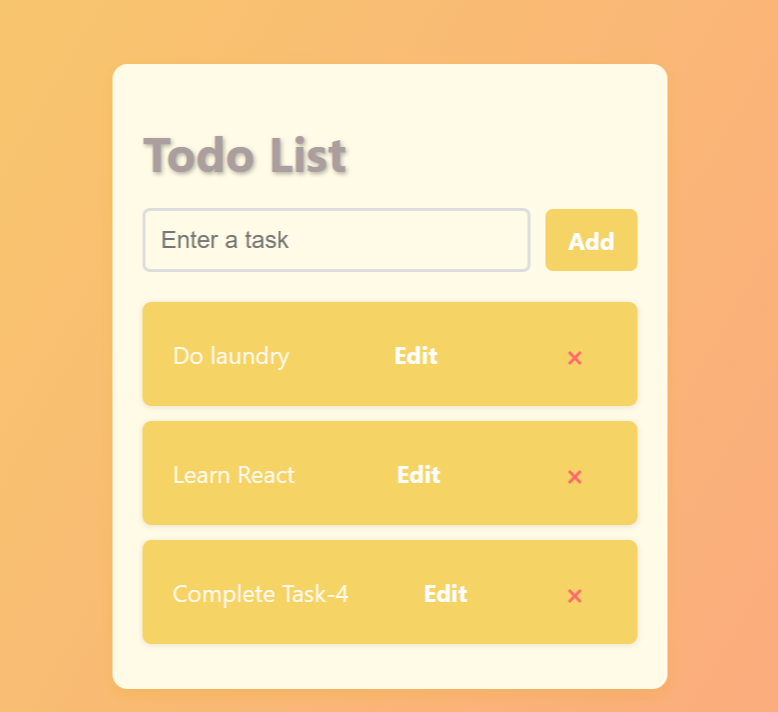 Todo List
Enter a task Add
Do laundry Edit ×
Learn React Edit ×
Complete Task-4 Edit ×